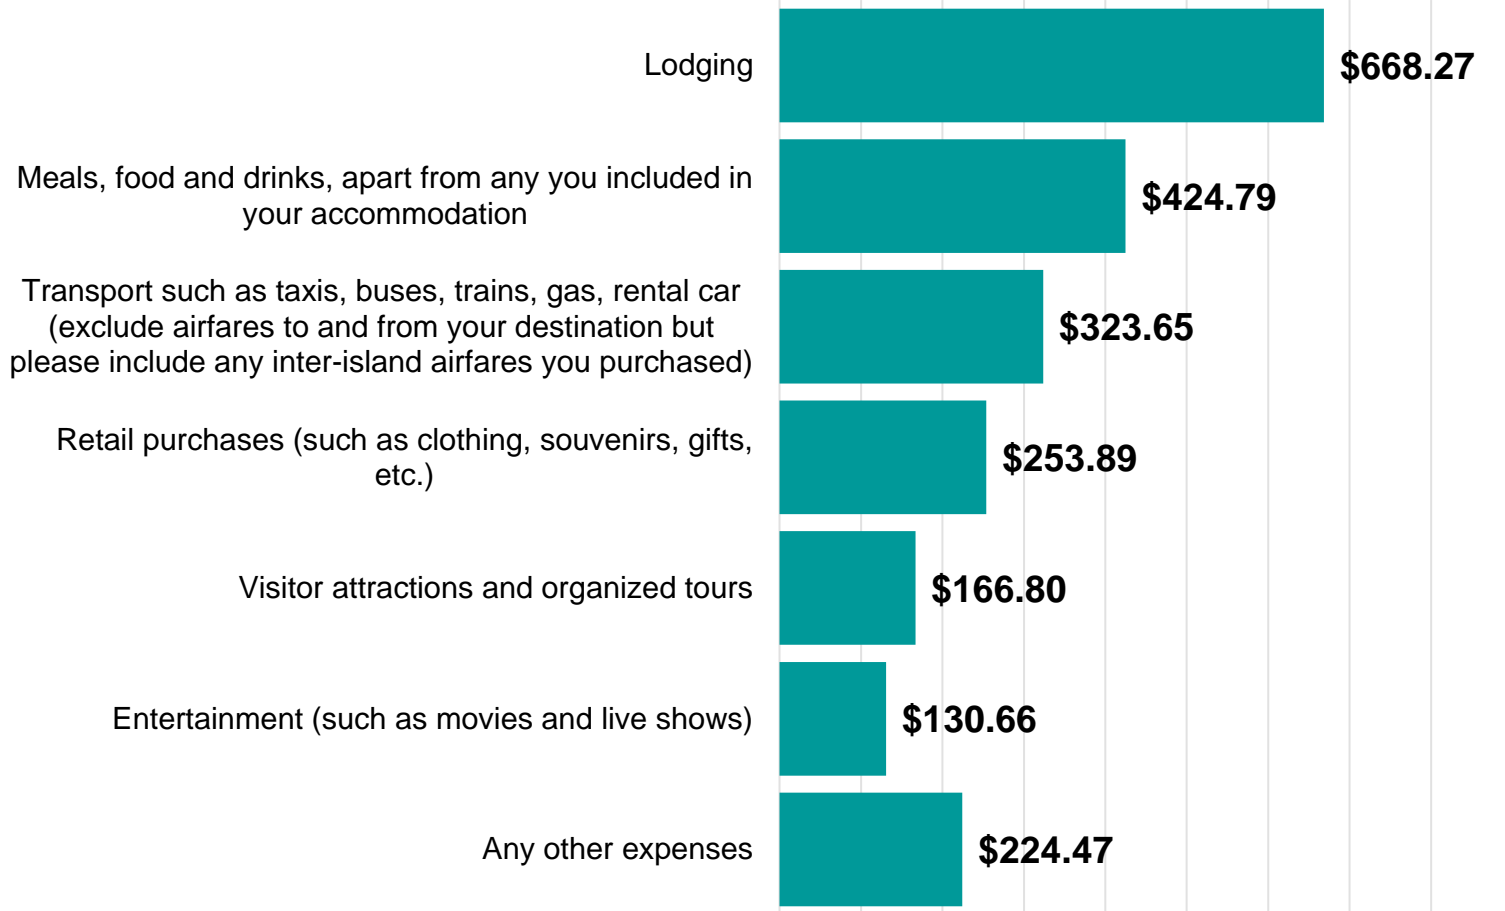 Lodging
$668.27
Meals, food and drinks, apart from any you included in
your accommodation
$424.79
Transport such as taxis, buses, trains, gas, rental car
(exclude airfares to and from your destination but
please include any inter-island airfares you purchased)
$323.65
Retail purchases (such as clothing, souvenirs, gifts,
etc.)
$253.89
Visitor attractions and organized tours
$166.80
Entertainment (such as movies and live shows)
$130.66
Any other expenses
$224.47